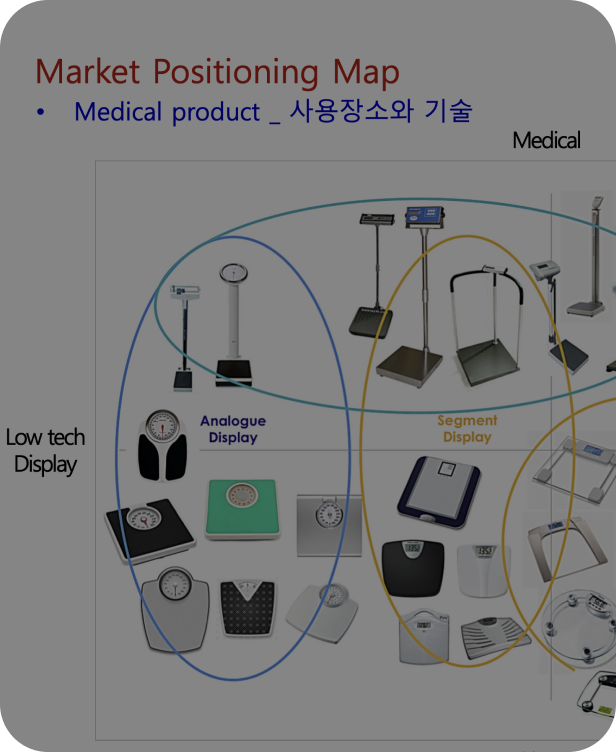 Market Positioning Map
• Medical product _ 사용장소와 기술
Medical
Analogue
Display
Segment
Display
Low tech
Display